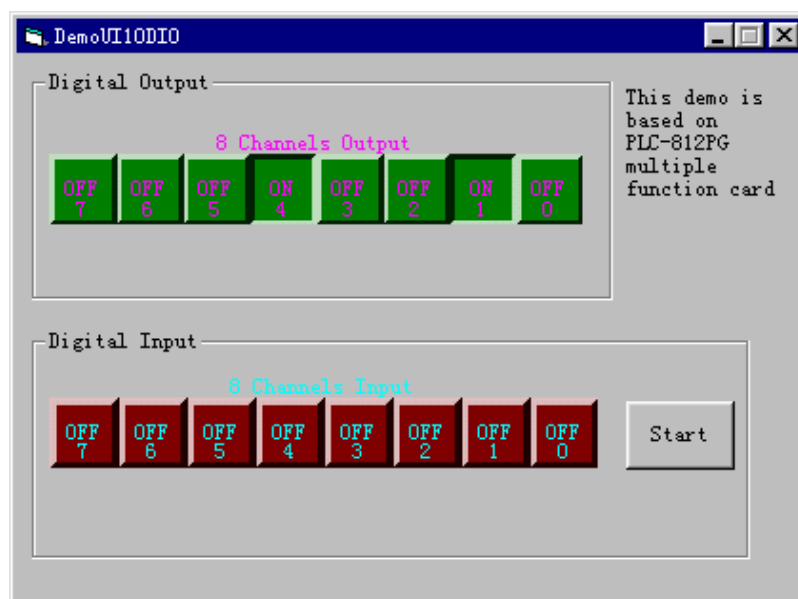 DemoUI10DIO
Digital Output
8 Channels Output
OFF OFF OFF ON OFF OFF ON OFF
7 6 5 4 3 2 1 0
This demo is
based on
PLC-812PG
multiple
function card
Digital Input
8 Channels Input
OFF OFF OFF OFF OFF OFF OFF OFF
7 6 5 4 3 2 1 0
Start